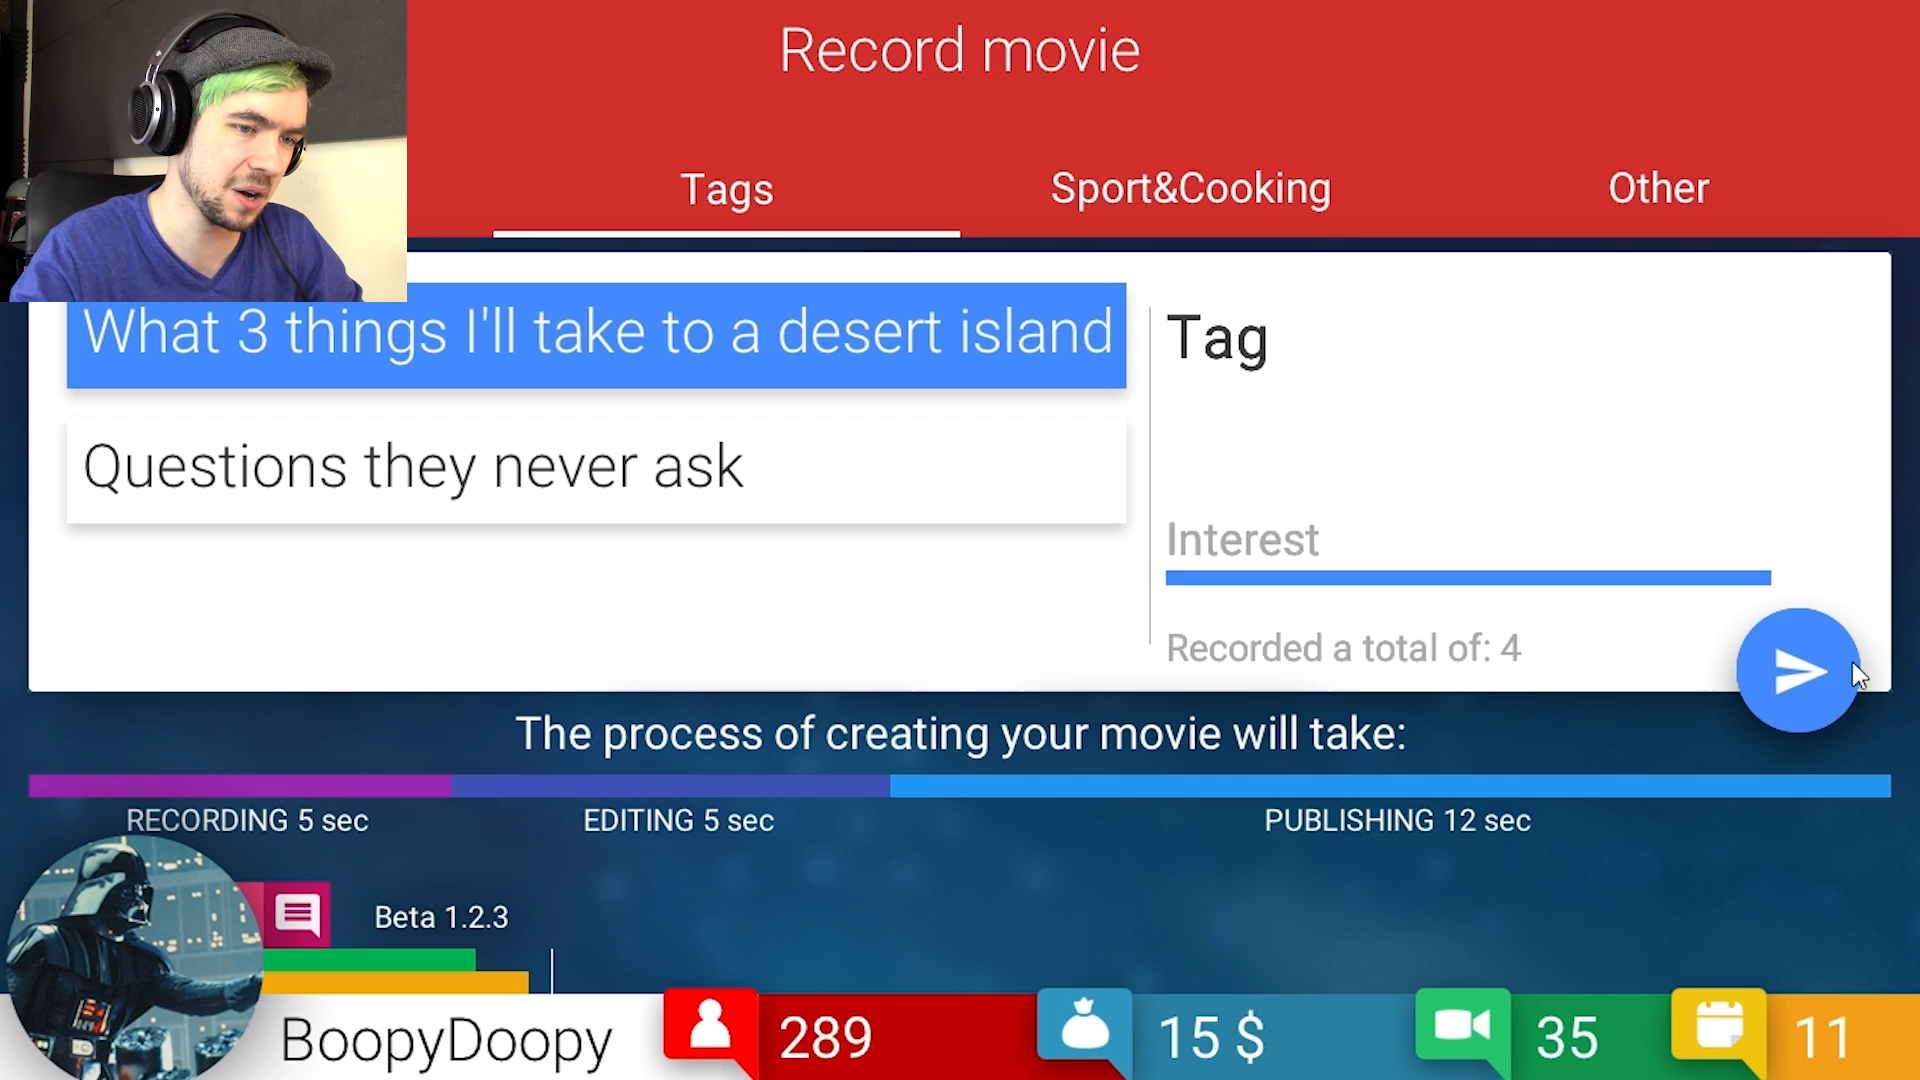 Record movie
Tags
Sport&Cooking
Other
What 3 things I'll take to a desert island
Tag
Questions they never ask
Interest
Recorded a total of: 4
The process of creating your movie will take:
RECORDING 5 sec
EDITING 5 sec
PUBLISHING 12 sec
Beta 1.2.3
BoopyDoopy
289
15 $
35
11